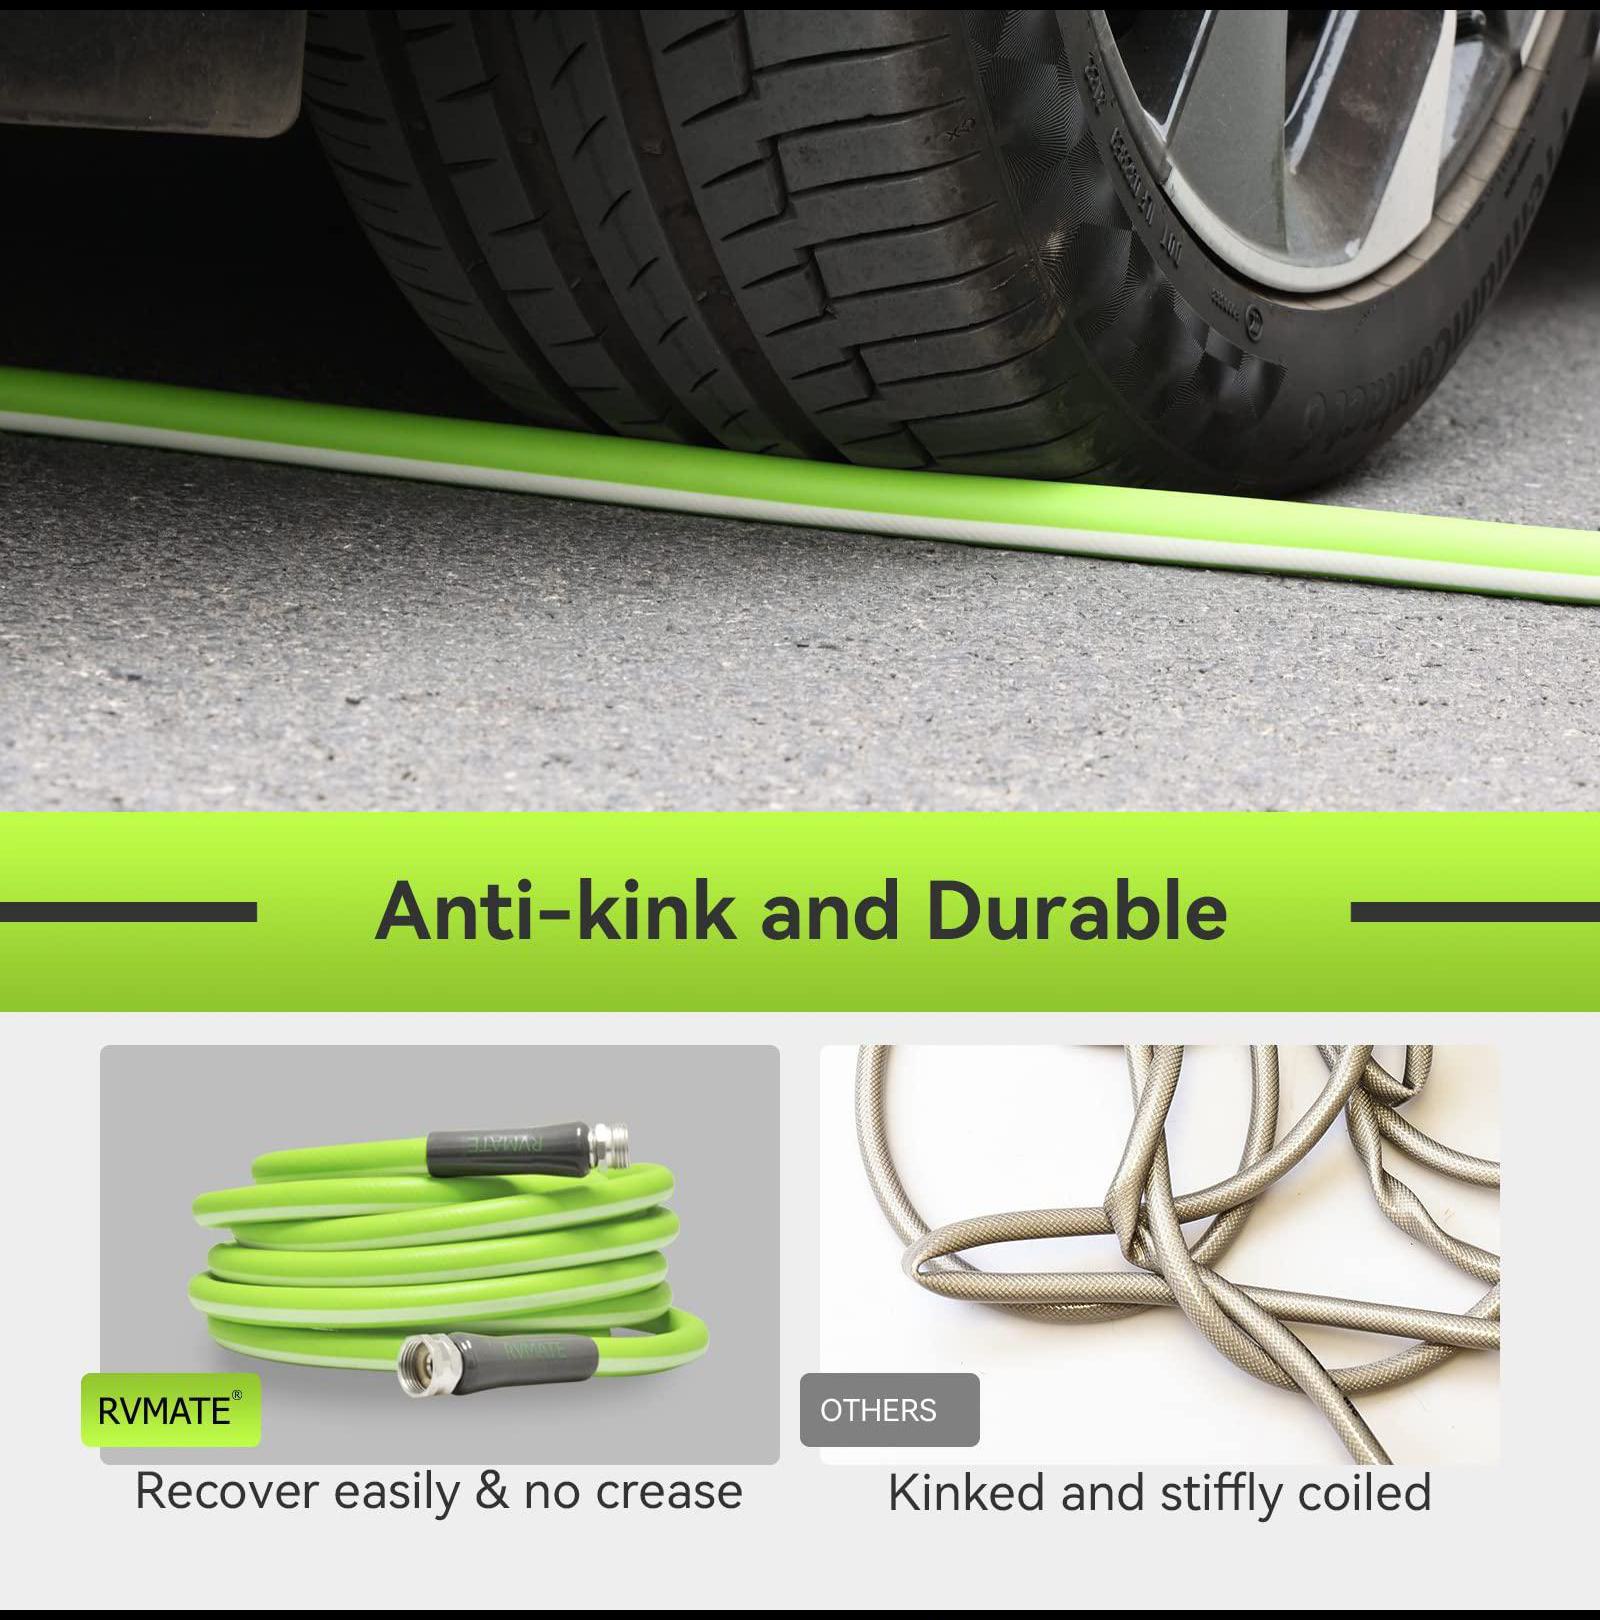 Anti-kink and Durable
RVMATE
RVMATE
RVMATE®
OTHERS
Recover easily & no crease
Kinked and stiffly coiled